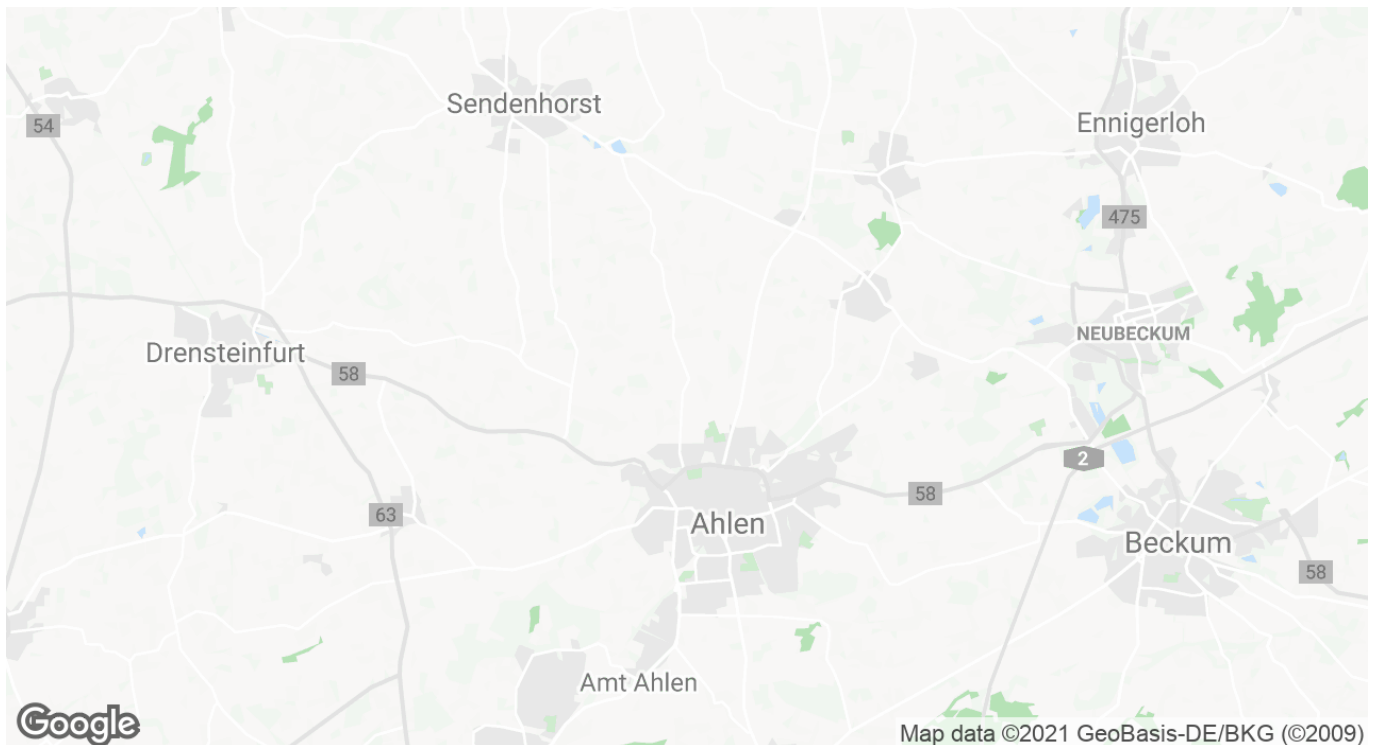 Sendenhorst
54
Ennigerloh
475
NEUBECKUM
Drensteinfurt
58
2
58
63
Ahlen
Beckum
58
Amt Ahlen
Google
Map data ©2021 GeoBasis-DE/BKG (©2009)